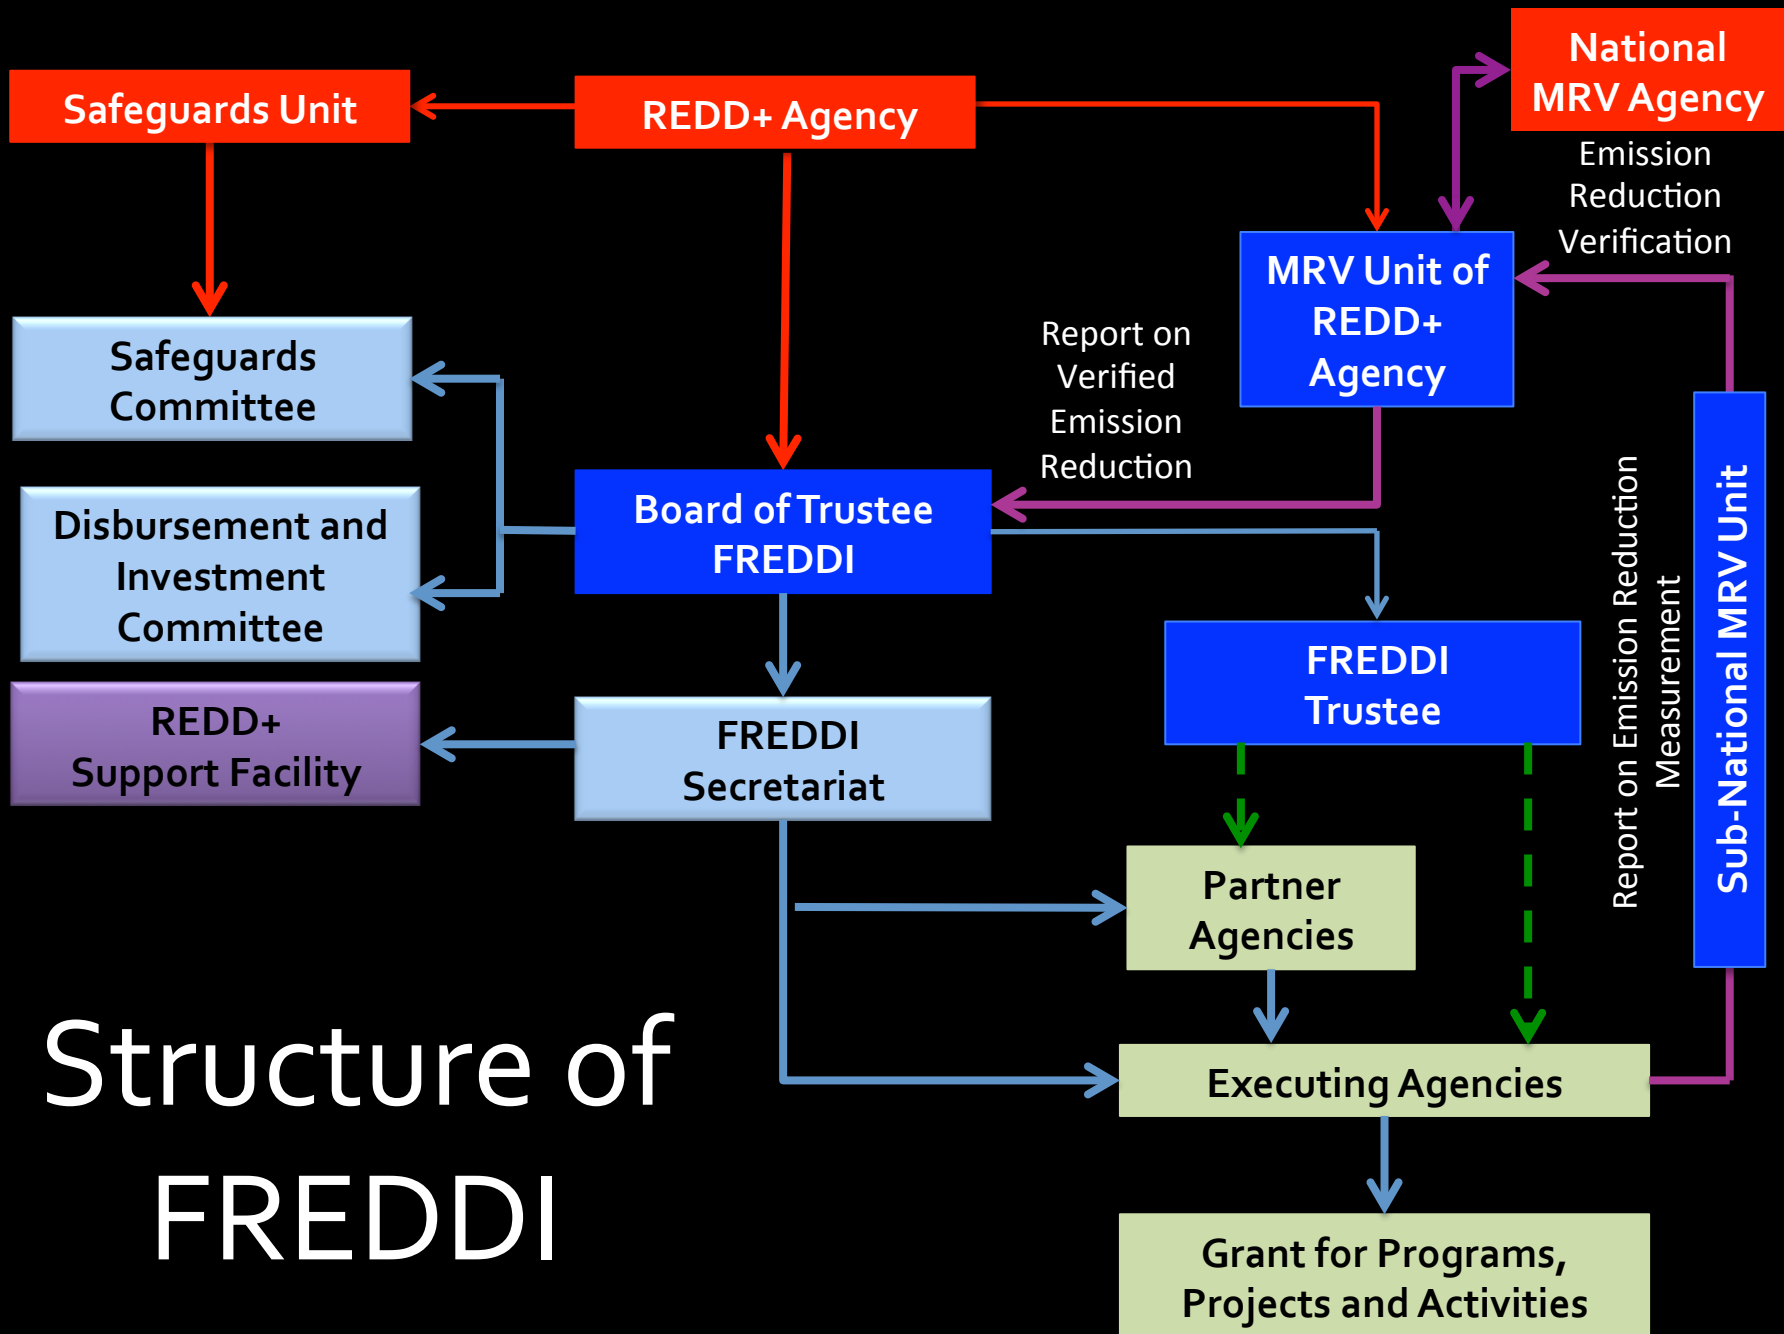 National
MRV Agency
Safeguards Unit
REDD+ Agency
Emission
Reduction
Verification
MRV Unit of
REDD+
Agency
Safeguards
Committee
Report on
Verified
Emission
Reduction
Disbursement and
Investment
Committee
Board of Trustee
FREDDI
Report on Emission Reduction
Measurement
Sub-National MRV Unit
FREDDI
Trustee
REDD+
Support Facility
FREDDI
Secretariat
Partner
Agencies
Structure of
FREDDI
Executing Agencies
Grant for Programs,
Projects and Activities